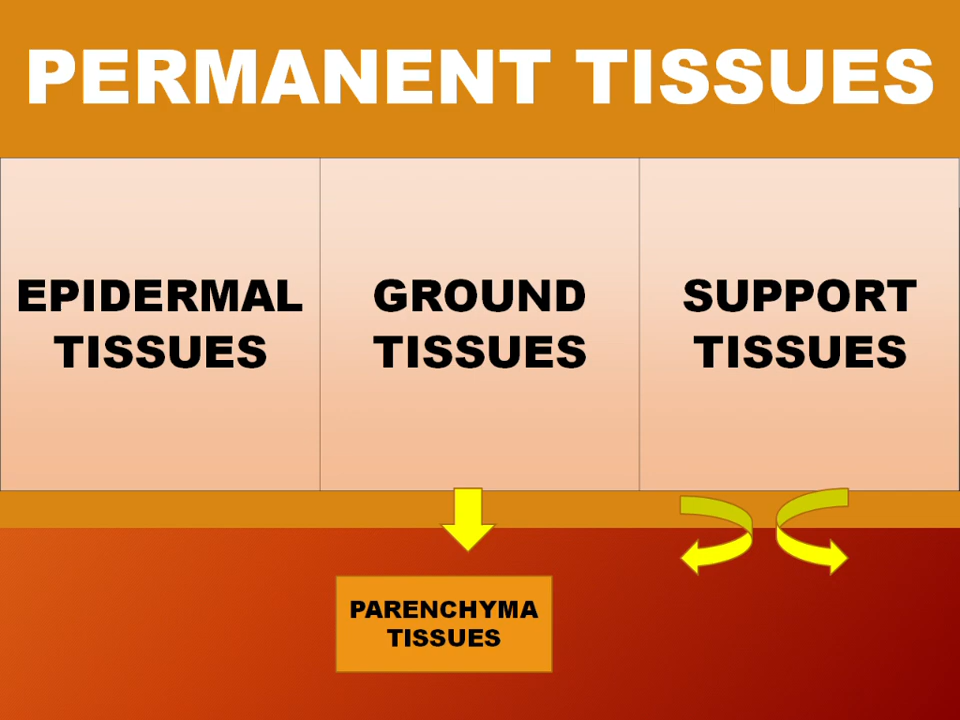 PERMANENT TISSUES
EPIDERMAL
TISSUES
GROUND
TISSUES
SUPPORT
TISSUES
PARENCHYMA
TISSUES